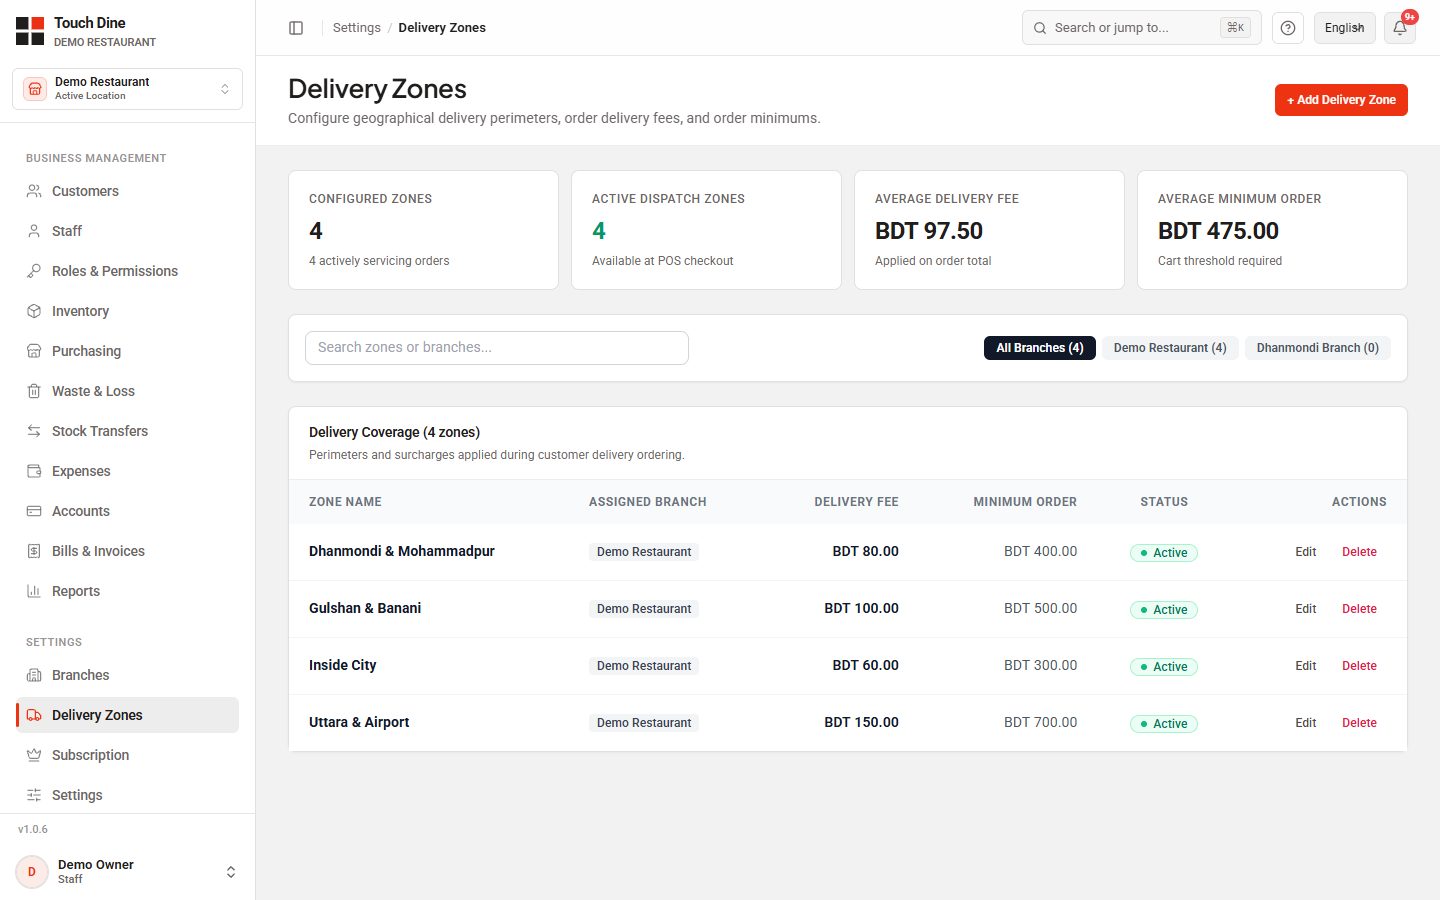 Touch Dine
DEMO RESTAURANT
Demo Restaurant
Active Location
BUSINESS MANAGEMENT
Customers
Staff
Roles & Permissions
Inventory
Purchasing
Waste & Loss
Stock Transfers
Expenses
Accounts
Bills & Invoices
Reports
SETTINGS
Branches
Delivery Zones
Subscription
Settings
v1.0.6
D
Demo Owner
Staff
Settings / Delivery Zones
Search or jump to... ⌘K
English
9+
Delivery Zones
Configure geographical delivery perimeters, order delivery fees, and order minimums.
+ Add Delivery Zone
CONFIGURED ZONES
4
4 actively servicing orders
ACTIVE DISPATCH ZONES
4
Available at POS checkout
AVERAGE DELIVERY FEE
BDT 97.50
Applied on order total
AVERAGE MINIMUM ORDER
BDT 475.00
Cart threshold required
Search zones or branches...
All Branches (4) Demo Restaurant (4) Dhanmondi Branch (0)
Delivery Coverage (4 zones)
Perimeters and surcharges applied during customer delivery ordering.
ZONE NAME ASSIGNED BRANCH DELIVERY FEE MINIMUM ORDER STATUS ACTIONS
Dhanmondi & Mohammadpur Demo Restaurant BDT 80.00 BDT 400.00 Active Edit Delete
Gulshan & Banani Demo Restaurant BDT 100.00 BDT 500.00 Active Edit Delete
Inside City Demo Restaurant BDT 60.00 BDT 300.00 Active Edit Delete
Uttara & Airport Demo Restaurant BDT 150.00 BDT 700.00 Active Edit Delete